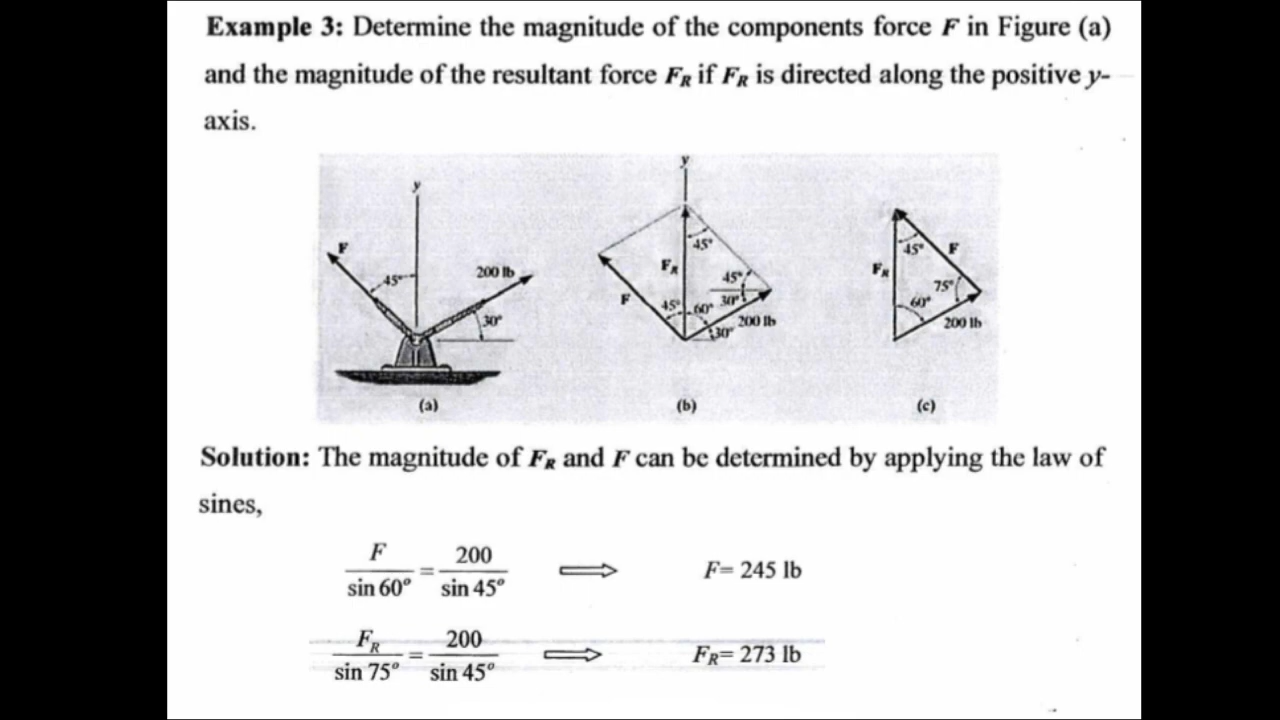 Example 3: Determine the magnitude of the components force F in Figure (a)
and the magnitude of the resultant force FR if FR is directed along the positive y-
axis.
y
F
45°
200 lb
30°
(a)
y
45°
FR
45°
30°
F
45°
60°
200 lb
30°
(b)
45°
F
FR
75°
60°
200 lb
(c)
Solution: The magnitude of FR and F can be determined by applying the law of
sines,
F / sin 60° = 200 / sin 45° ⇒ F= 245 lb
FR / sin 75° = 200 / sin 45° ⇒ FR= 273 lb